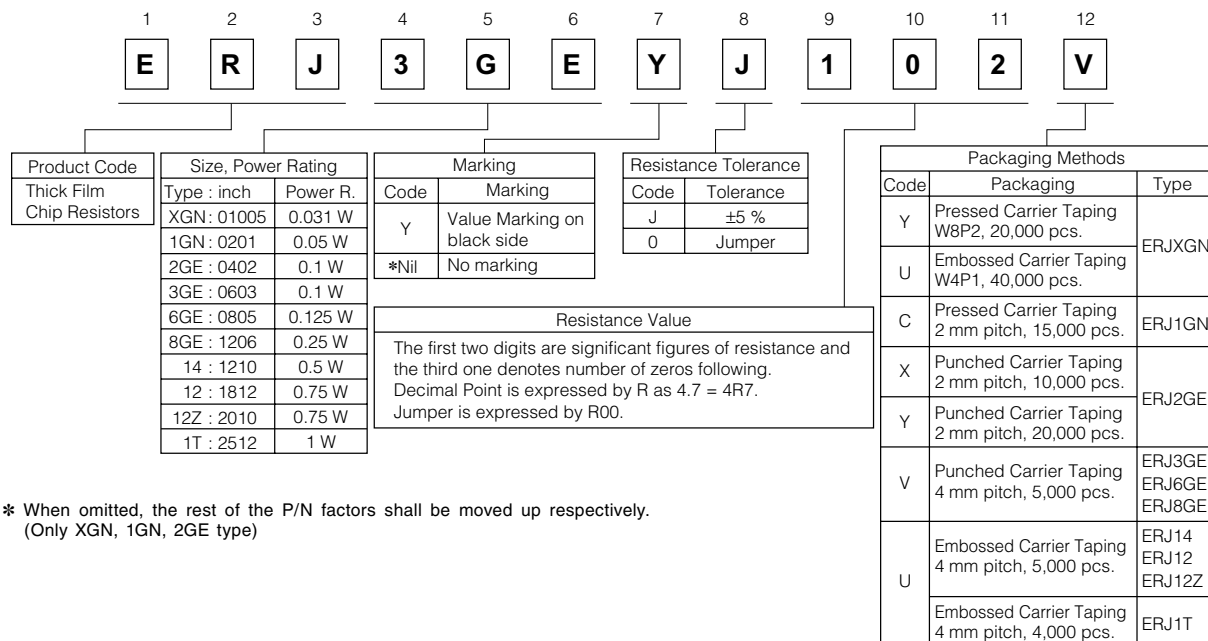 1 2 3 4 5 6 7 8 9 10 11 12
E R J 3 G E Y J 1 0 2 V
Product Code
Thick Film
Chip Resistors
Size, Power Rating
Type : inch Power R.
XGN : 01005 0.031 W
1GN : 0201 0.05 W
2GE : 0402 0.1 W
3GE : 0603 0.1 W
6GE : 0805 0.125 W
8GE : 1206 0.25 W
14 : 1210 0.5 W
12 : 1812 0.75 W
12Z : 2010 0.75 W
1T : 2512 1 W
Marking
Code Marking
Y Value Marking on
black side
✻Nil No marking
Resistance Tolerance
Code Tolerance
J ±5 %
0 Jumper
Resistance Value
The first two digits are significant figures of resistance and
the third one denotes number of zeros following.
Decimal Point is expressed by R as 4.7 = 4R7.
Jumper is expressed by R00.
Packaging Methods
Code Packaging Type
Y Pressed Carrier Taping
W8P2, 20,000 pcs.
ERJXGN
U Embossed Carrier Taping
W4P1, 40,000 pcs.
C Pressed Carrier Taping
2 mm pitch, 15,000 pcs.
ERJ1GN
X Punched Carrier Taping
2 mm pitch, 10,000 pcs.
ERJ2GE
Y Punched Carrier Taping
2 mm pitch, 20,000 pcs.
V Punched Carrier Taping
4 mm pitch, 5,000 pcs.
ERJ3GE
ERJ6GE
ERJ8GE
U Embossed Carrier Taping
4 mm pitch, 5,000 pcs.
ERJ14
ERJ12
ERJ12Z
Embossed Carrier Taping
4 mm pitch, 4,000 pcs.
ERJ1T
✻ When omitted, the rest of the P/N factors shall be moved up respectively.
(Only XGN, 1GN, 2GE type)